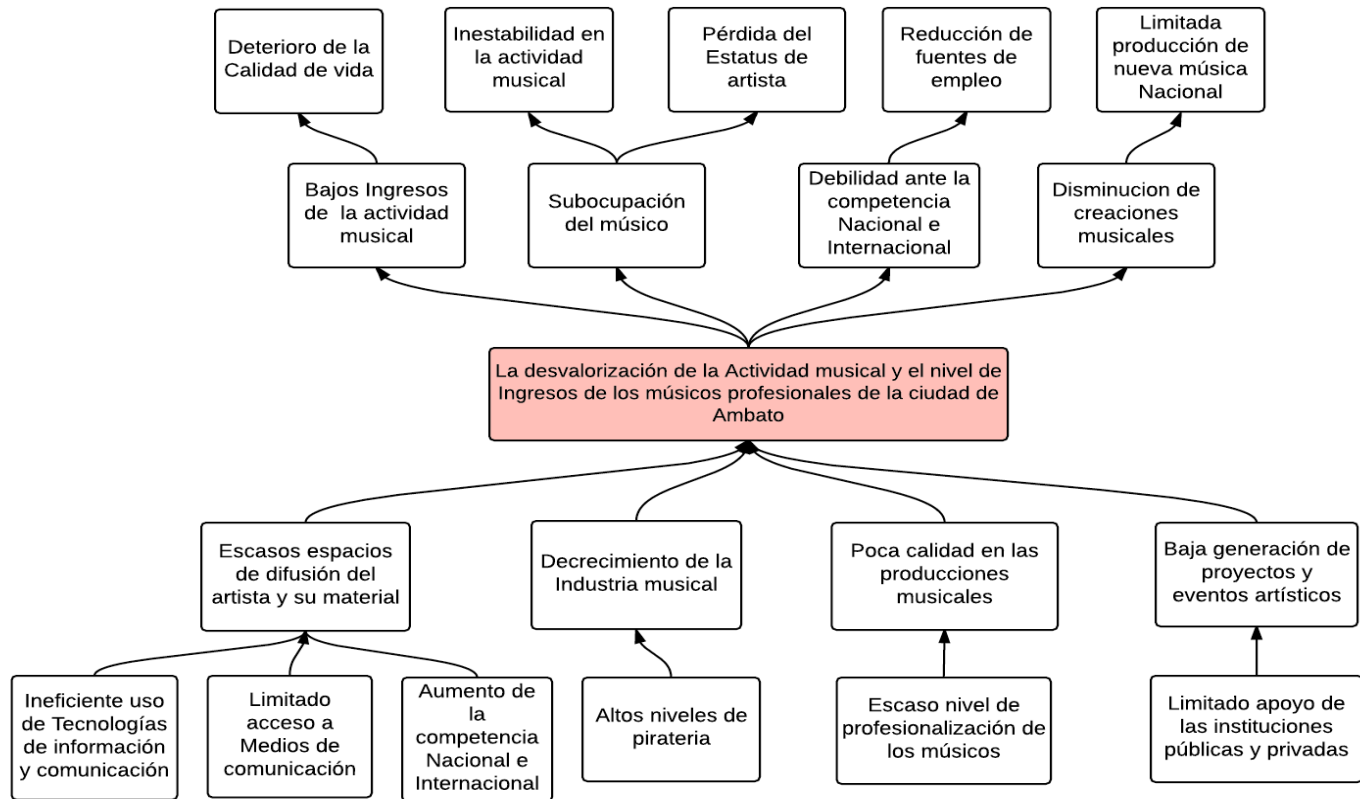 Deterioro de la
Calidad de vida
Inestabilidad en
la actividad
musical
Pérdida del
Estatus de
artista
Reducción de
fuentes de
empleo
Limitada
producción de
nueva música
Nacional
Bajos Ingresos
de la actividad
musical
Subocupación
del músico
Debilidad ante la
competencia
Nacional e
Internacional
Disminucion de
creaciones
musicales
La desvalorización de la Actividad musical y el nivel de
Ingresos de los músicos profesionales de la ciudad de
Ambato
Escasos espacios
de difusión del
artista y su material
Decrecimiento de la
Industria musical
Poca calidad en las
producciones
musicales
Baja generación de
proyectos y
eventos artísticos
Ineficiente uso
de Tecnologías
de información
y comunicación
Limitado
acceso a
Medios de
comunicación
Aumento de
la
competencia
Nacional e
Internacional
Altos niveles de
pirateria
Escaso nivel de
profesionalización de
los músicos
Limitado apoyo de
las instituciones
públicas y privadas